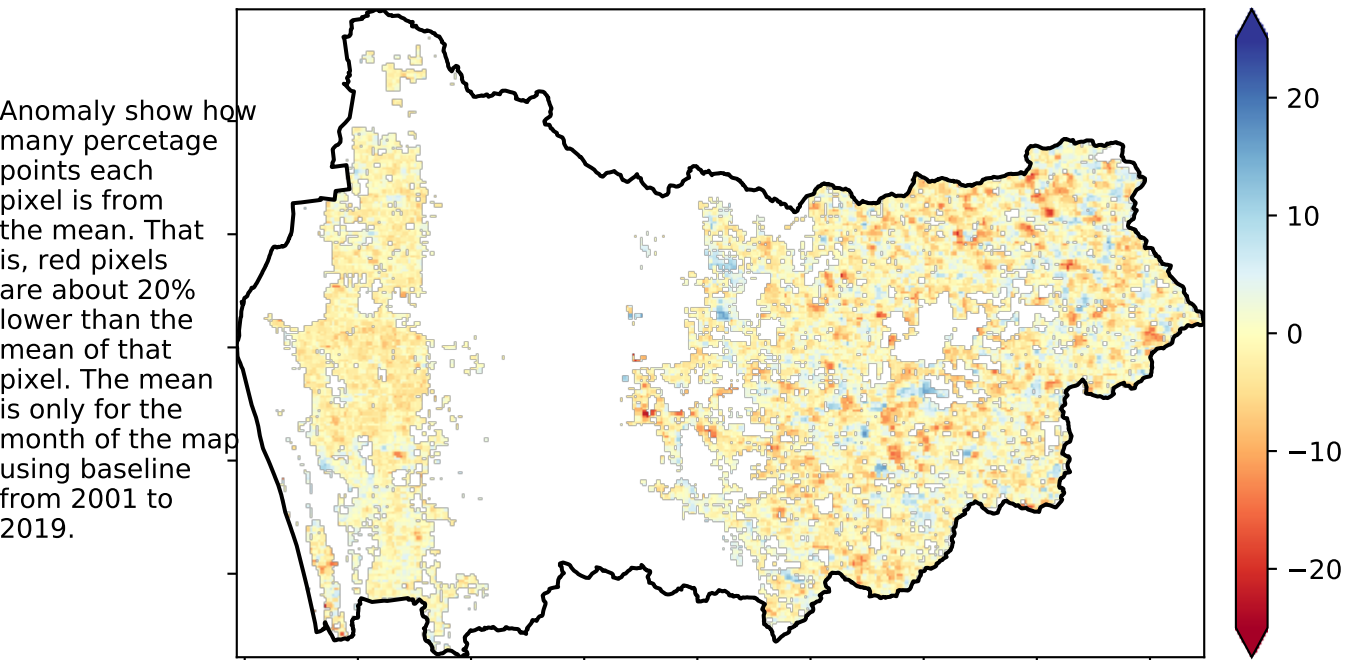 Anomaly show how
many percetage
points each
pixel is from
the mean. That
is, red pixels
are about 20%
lower than the
mean of that
pixel. The mean
is only for the
month of the map
using baseline
from 2001 to
2019.
20
10
0
−10
−20